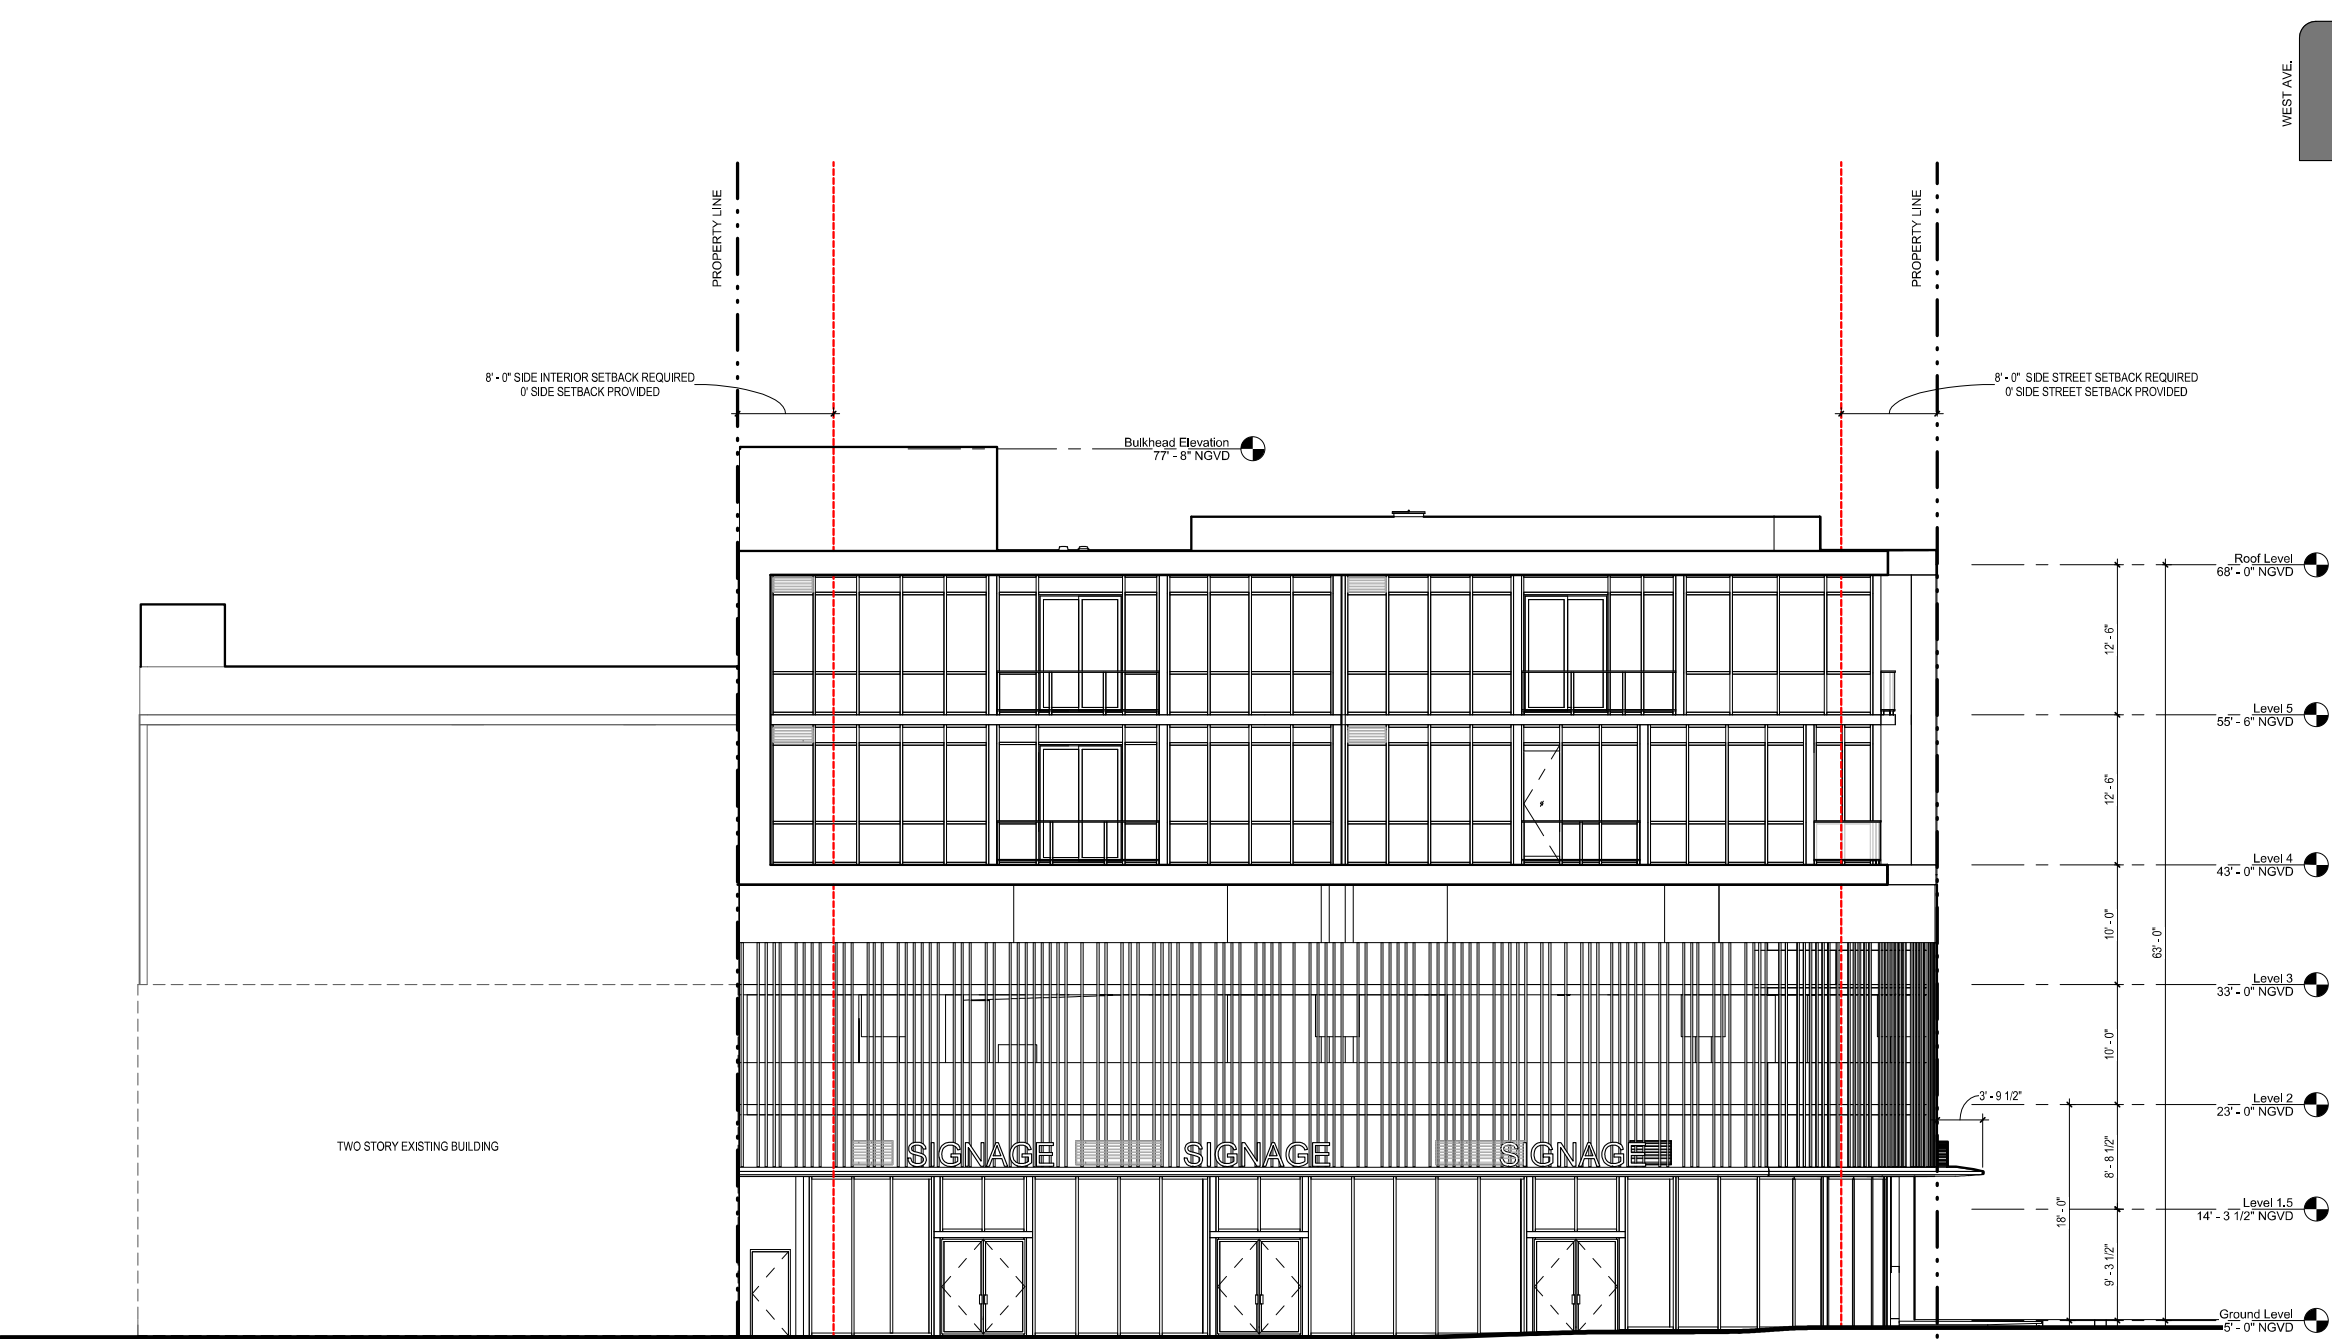 WEST AVE.
PROPERTY LINE
PROPERTY LINE
8' - 0" SIDE INTERIOR SETBACK REQUIRED
0' SIDE SETBACK PROVIDED
8' - 0" SIDE STREET SETBACK REQUIRED
0' SIDE STREET SETBACK PROVIDED
Bulkhead Elevation
77' - 8" NGVD
Roof Level
68' - 0" NGVD
12' - 6"
Level 5
55' - 6" NGVD
12' - 6"
Level 4
43' - 0" NGVD
10' - 0"
63' - 0"
Level 3
33' - 0" NGVD
10' - 0"
3' - 9 1/2"
Level 2
23' - 0" NGVD
TWO STORY EXISTING BUILDING
SIGNAGE SIGNAGE SIGNAGE
8' - 8 1/2"
18' - 0"
Level 1.5
14' - 3 1/2" NGVD
9' - 3 1/2"
Ground Level
5' - 0" NGVD